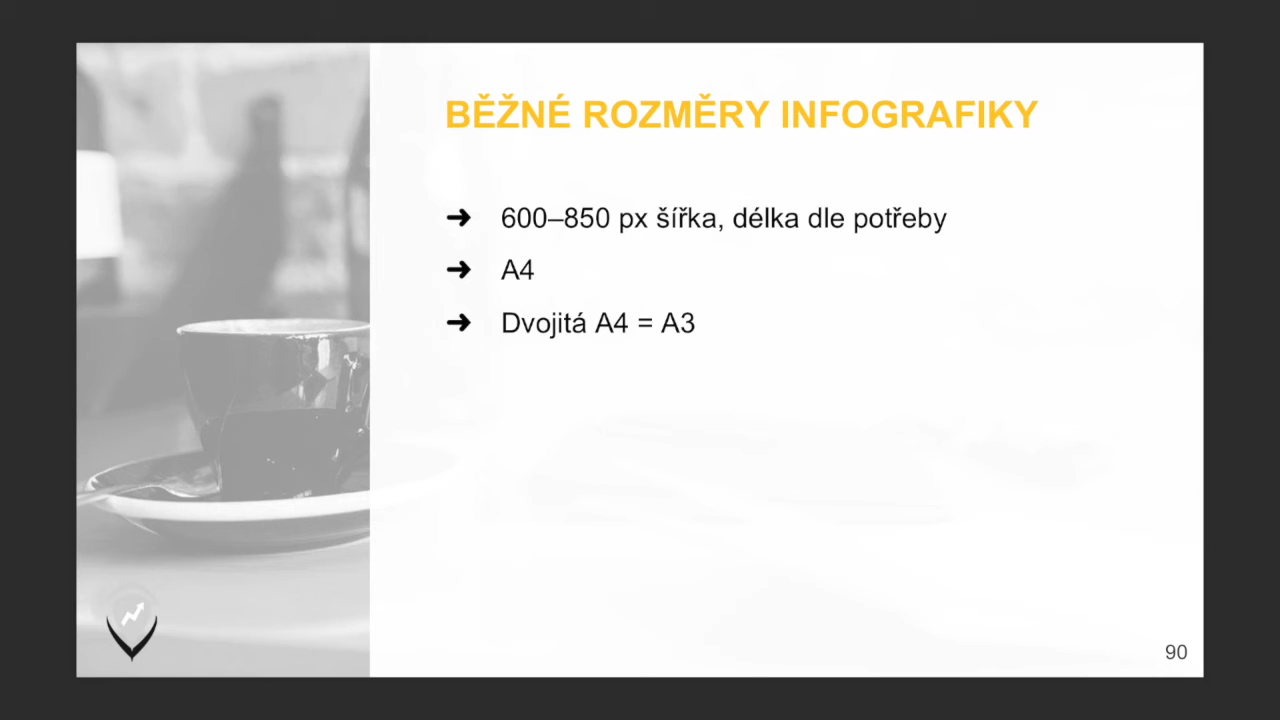 BĚŽNÉ ROZMĚRY INFOGRAFIKY
➜ 600–850 px šířka, délka dle potřeby
➜ A4
➜ Dvojitá A4 = A3
90